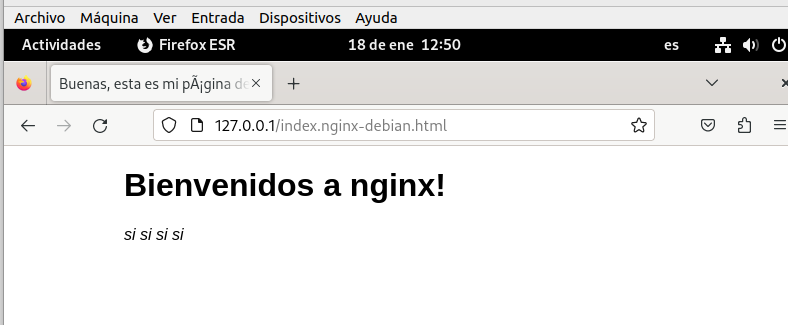 Archivo Máquina Ver Entrada Dispositivos Ayuda
Actividades Firefox ESR 18 de ene 12:50 es
Buenas, esta es mi pÃ¡gina de
127.0.0.1/index.nginx-debian.html
Bienvenidos a nginx!
si si si si